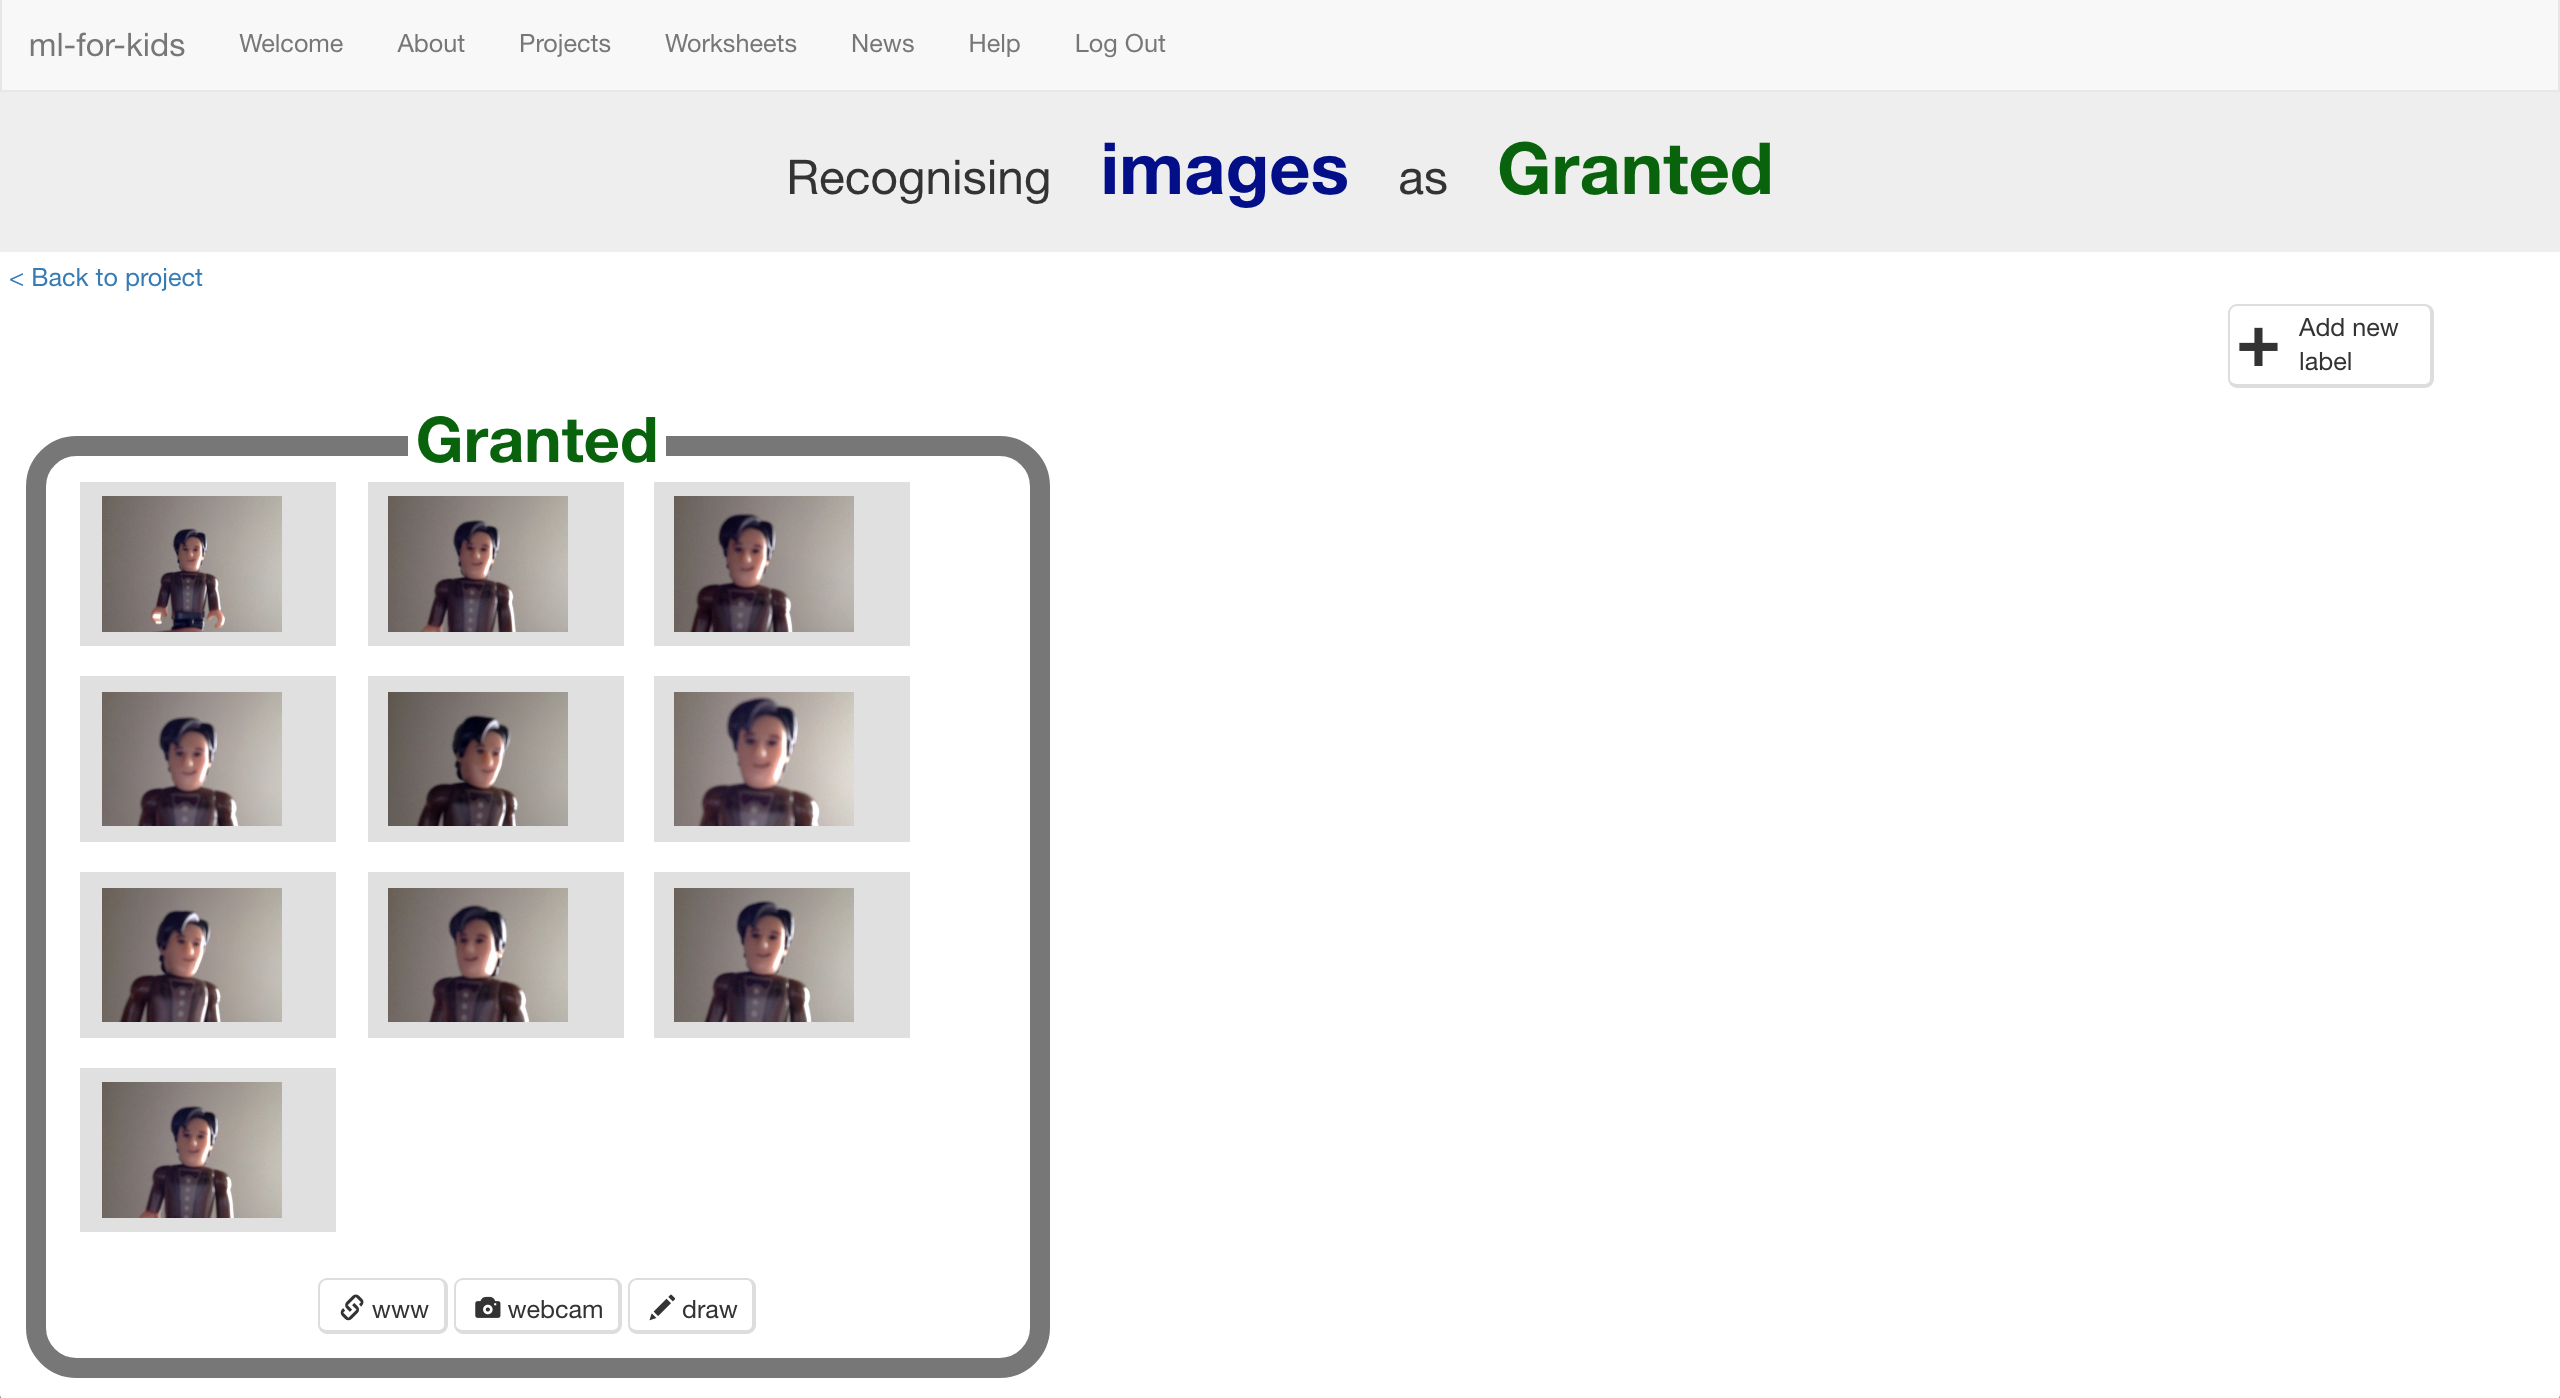 ml-for-kids Welcome About Projects Worksheets News Help Log Out
Recognising images as Granted
< Back to project
Add new
label
Granted
www webcam draw